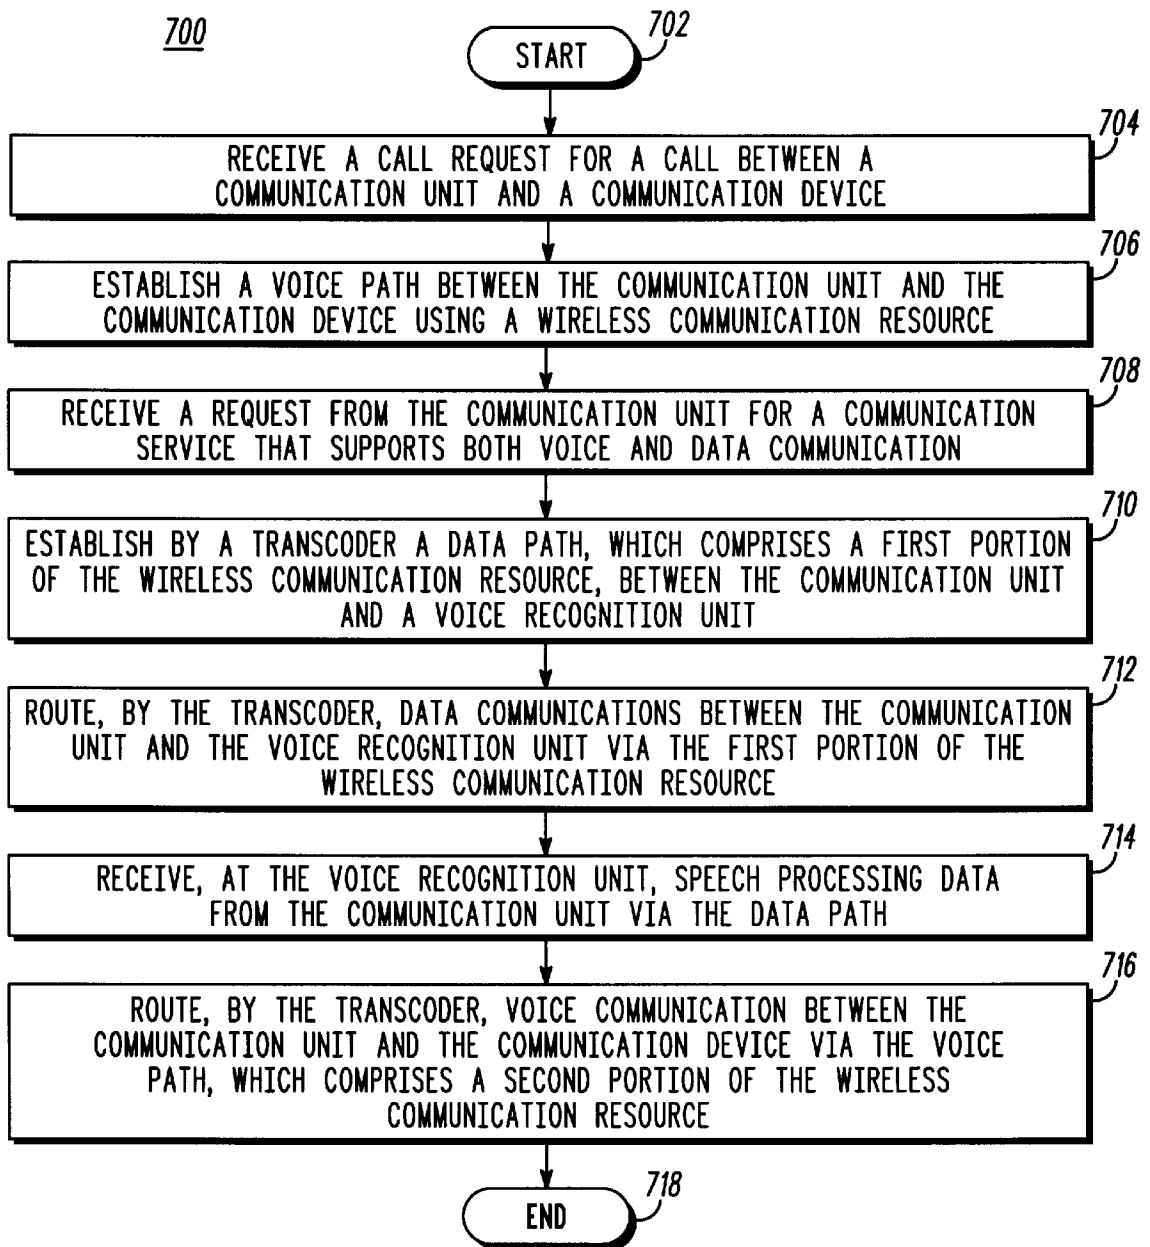 700
702
START
704
RECEIVE A CALL REQUEST FOR A CALL BETWEEN A
COMMUNICATION UNIT AND A COMMUNICATION DEVICE
706
ESTABLISH A VOICE PATH BETWEEN THE COMMUNICATION UNIT AND THE
COMMUNICATION DEVICE USING A WIRELESS COMMUNICATION RESOURCE
708
RECEIVE A REQUEST FROM THE COMMUNICATION UNIT FOR A COMMUNICATION
SERVICE THAT SUPPORTS BOTH VOICE AND DATA COMMUNICATION
710
ESTABLISH BY A TRANSCODER A DATA PATH, WHICH COMPRISES A FIRST PORTION
OF THE WIRELESS COMMUNICATION RESOURCE, BETWEEN THE COMMUNICATION UNIT
AND A VOICE RECOGNITION UNIT
712
ROUTE, BY THE TRANSCODER, DATA COMMUNICATIONS BETWEEN THE COMMUNICATION
UNIT AND THE VOICE RECOGNITION UNIT VIA THE FIRST PORTION OF THE
WIRELESS COMMUNICATION RESOURCE
714
RECEIVE, AT THE VOICE RECOGNITION UNIT, SPEECH PROCESSING DATA
FROM THE COMMUNICATION UNIT VIA THE DATA PATH
716
ROUTE, BY THE TRANSCODER, VOICE COMMUNICATION BETWEEN THE
COMMUNICATION UNIT AND THE COMMUNICATION DEVICE VIA THE VOICE
PATH, WHICH COMPRISES A SECOND PORTION OF THE WIRELESS
COMMUNICATION RESOURCE
718
END